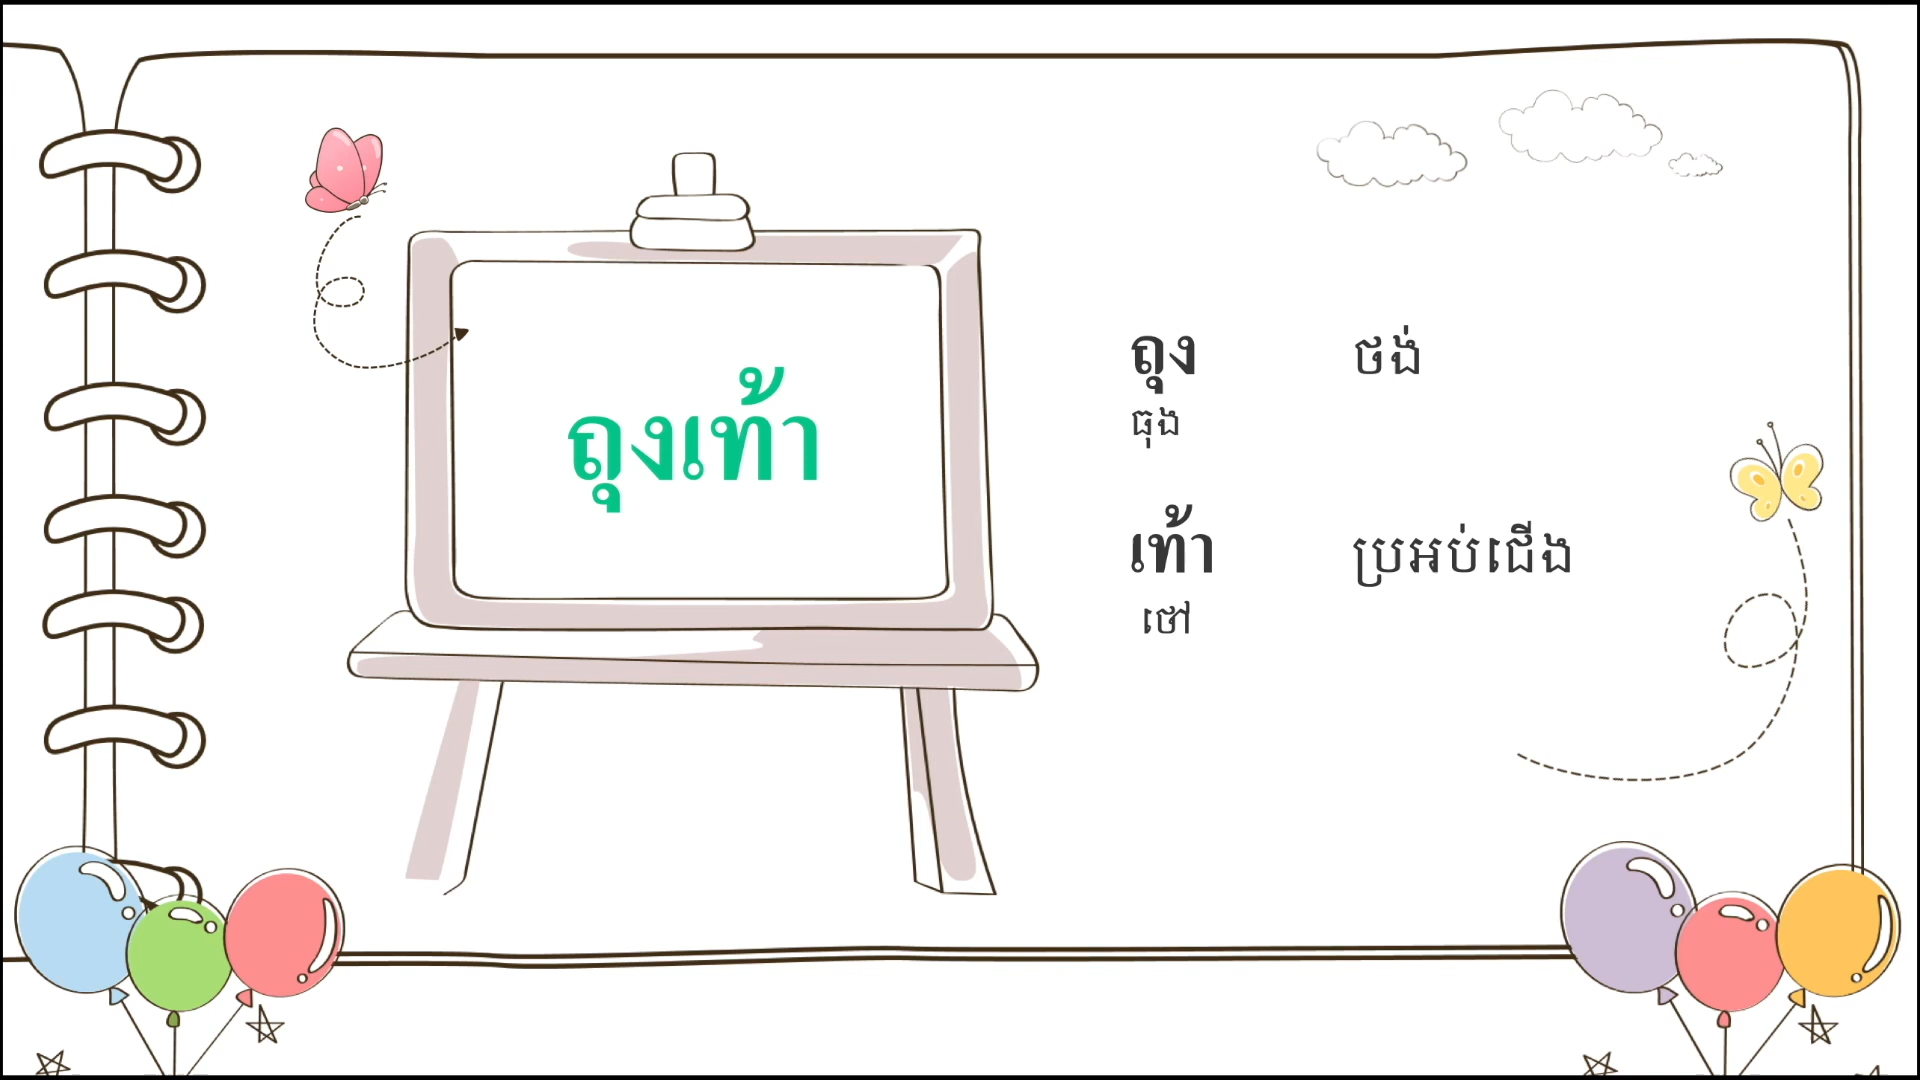 ถุงเท้า
ถุง ថង់
ធុង
เท้า ប្រអប់ជើង
ថៅ